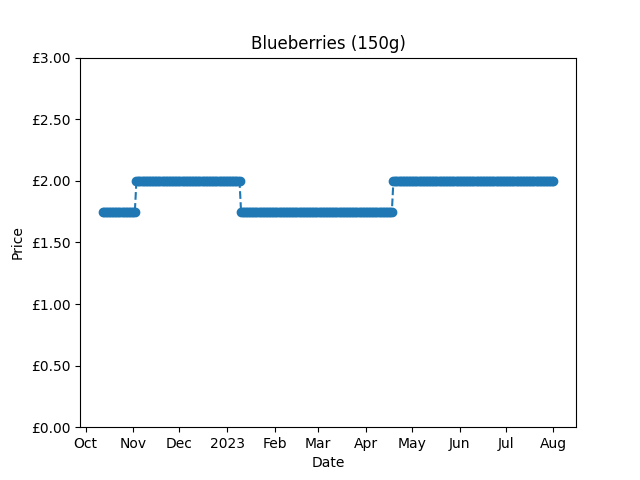 Blueberries (150g)
£3.00
£2.50
£2.00
£1.50
£1.00
£0.50
£0.00
Price
Oct Nov Dec 2023 Feb Mar Apr May Jun Jul Aug
Date